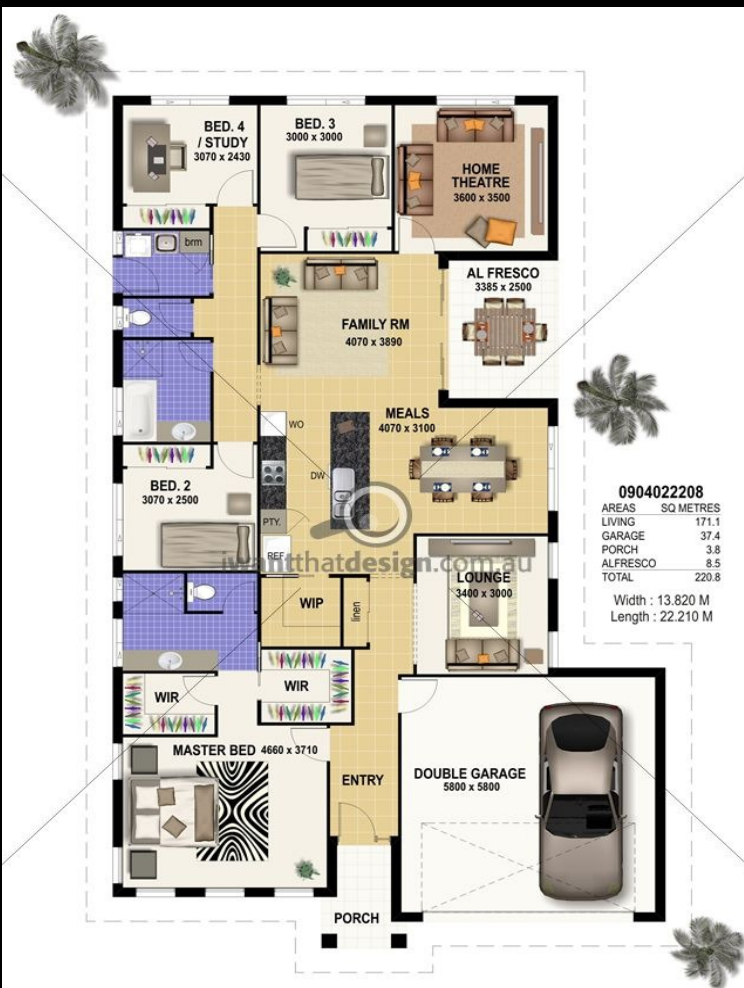 BED. 4
/ STUDY
3070 x 2430
BED. 3
3000 x 3000
HOME
THEATRE
3600 x 3500
brm
AL FRESCO
3385 x 2500
FAMILY RM
4070 x 3890
MEALS
4070 x 3100
WO
DW
BED. 2
3070 x 2500
PTY.
REF.
iwantthatdesign.com.au
LOUNGE
3400 x 3000
WIP
linen
WIR
WIR
MASTER BED 4660 x 3710
ENTRY
DOUBLE GARAGE
5800 x 5800
PORCH
0904022208
AREAS SQ METRES
LIVING 171.1
GARAGE 37.4
PORCH 3.8
ALFRESCO 8.5
TOTAL 220.8
Width : 13.820 M
Length : 22.210 M